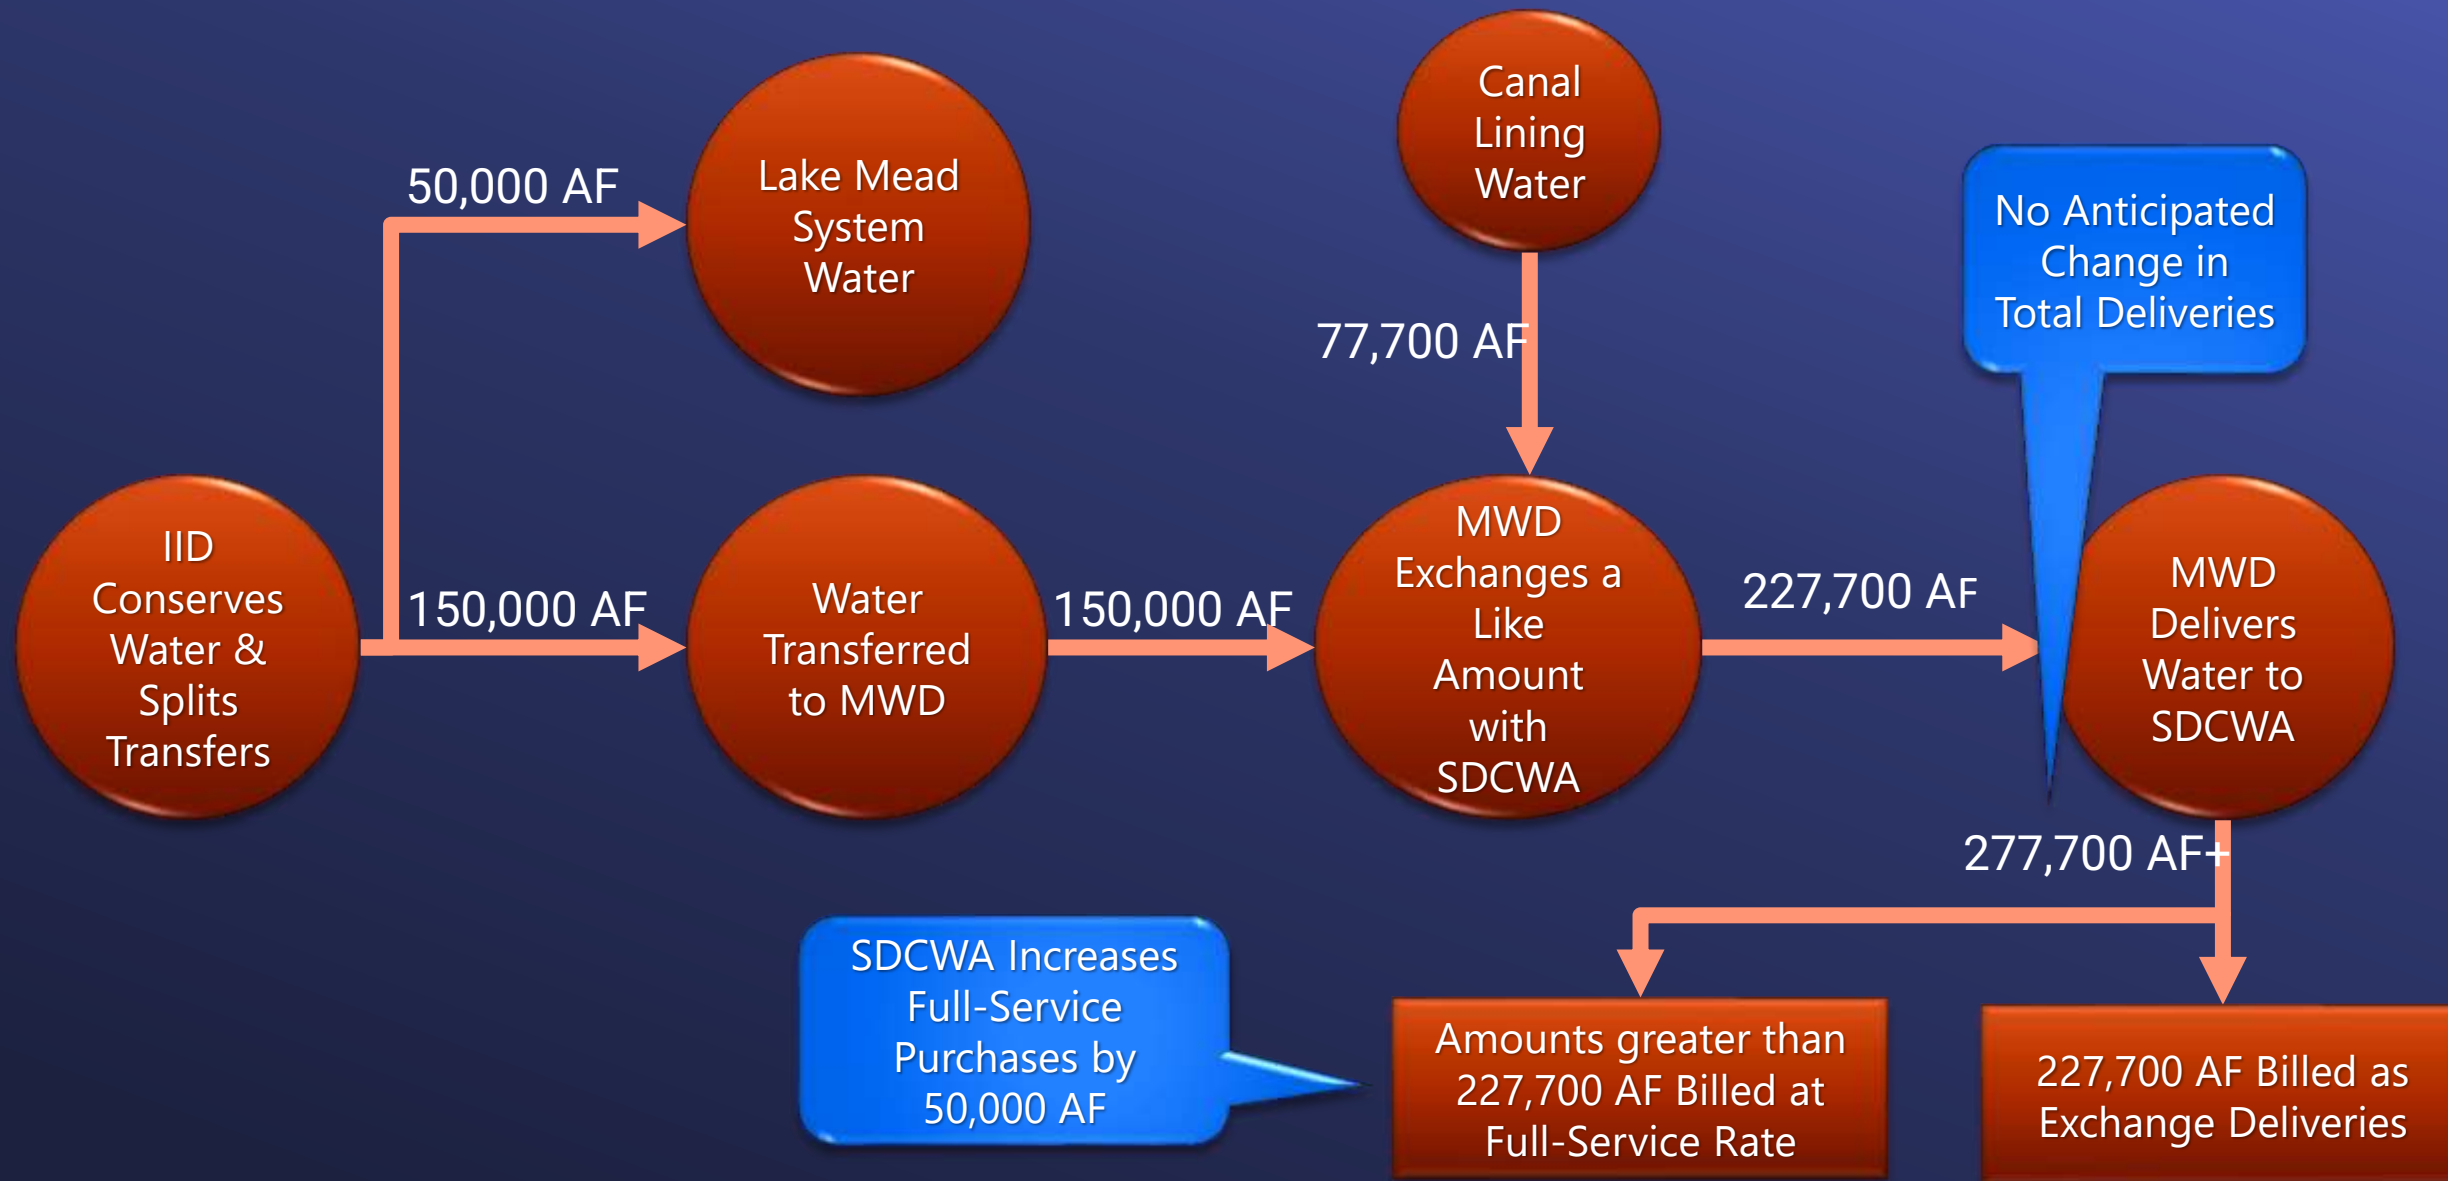 Canal
Lining
Water
Lake Mead
System
Water
50,000 AF
No Anticipated
Change in
Total Deliveries
77,700 AF
IID
Conserves
Water &
Splits
Transfers
150,000 AF
Water
Transferred
to MWD
150,000 AF
MWD
Exchanges a
Like
Amount
with
SDCWA
227,700 AF
MWD
Delivers
Water to
SDCWA
277,700 AF+
SDCWA Increases
Full-Service
Purchases by
50,000 AF
Amounts greater than
227,700 AF Billed at
Full-Service Rate
227,700 AF Billed as
Exchange Deliveries